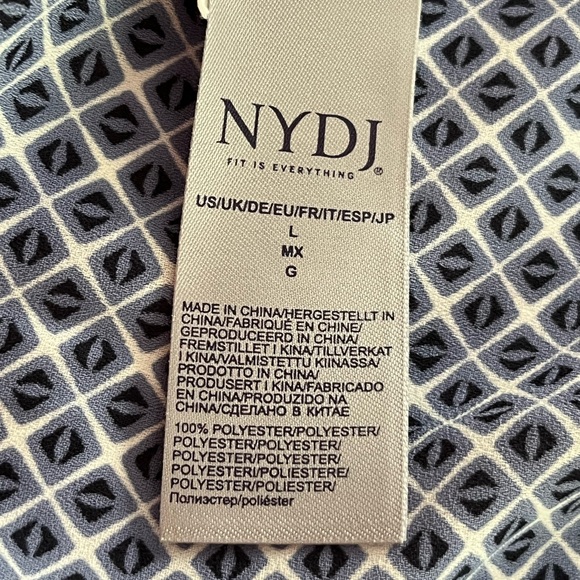 NYDJ®
FIT IS EVERYTHING
US/UK/DE/EU/FR/IT/ESP/JP
L
MX
G
MADE IN CHINA/HERGESTELLT IN
CHINA/FABRIQUÉ EN CHINE/
GEPRODUCEERD IN CHINA/
FREMSTILLET I KINA/TILLVERKAT
I KINA/VALMISTETTU KIINASSA/
PRODOTTO IN CHINA/
PRODUSERT I KINA/FABRICADO
EN CHINA/PRODUZIDO NA
CHINA/СДЕЛАНО В КИТАЕ
100% POLYESTER/POLYESTER/
POLYESTER/POLYESTER/
POLYESTER/POLYESTER/
POLYESTERI/POLIESTERE/
POLYESTER/POLIESTER/
Полиэстер/poliéster